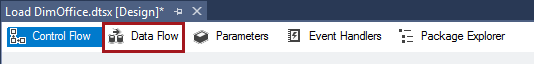 Load DimOffice.dtsx [Design]*
Control Flow Data Flow Parameters Event Handlers Package Explorer